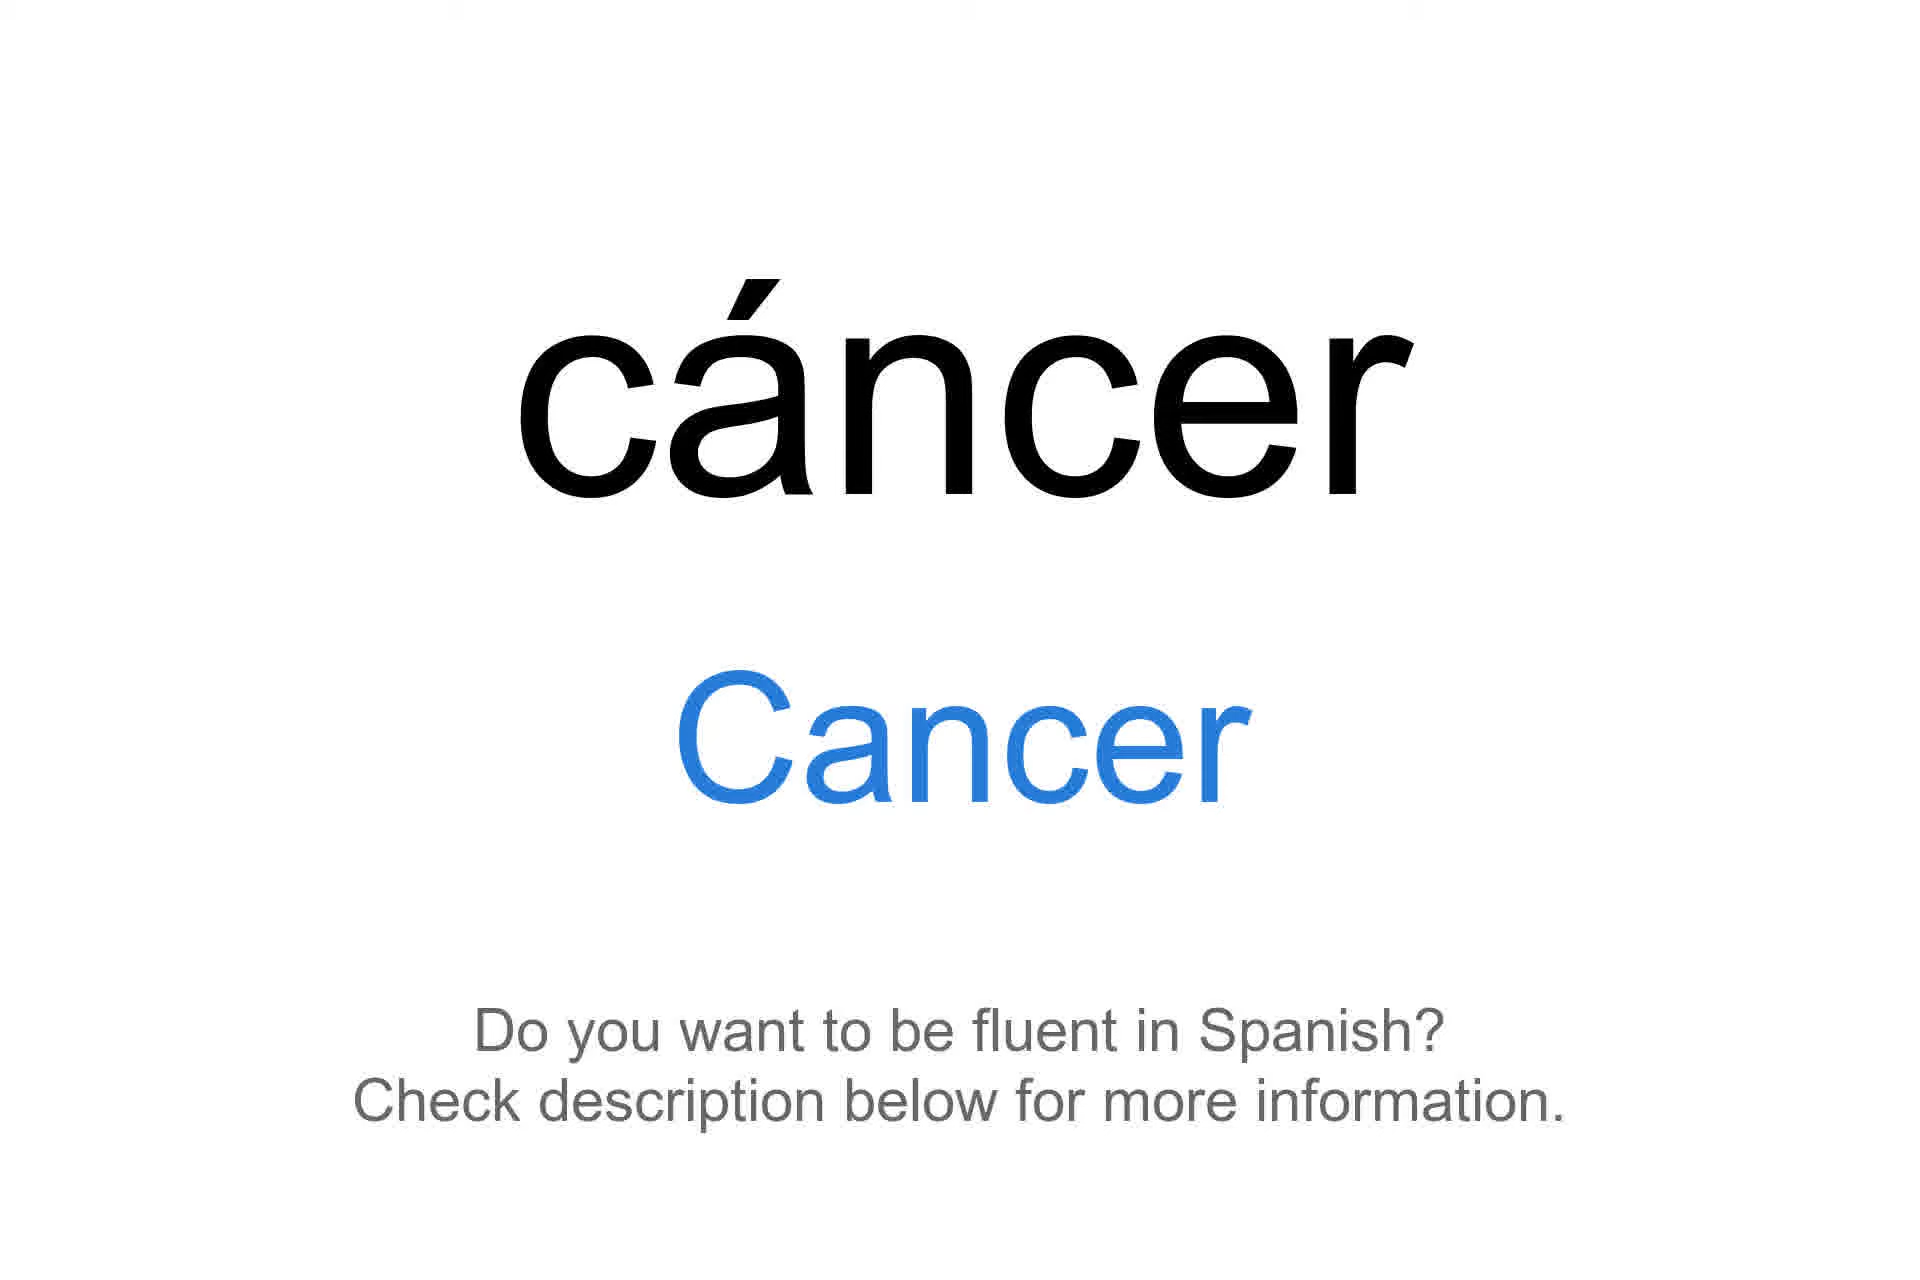 cáncer
Cancer
Do you want to be fluent in Spanish?
Check description below for more information.